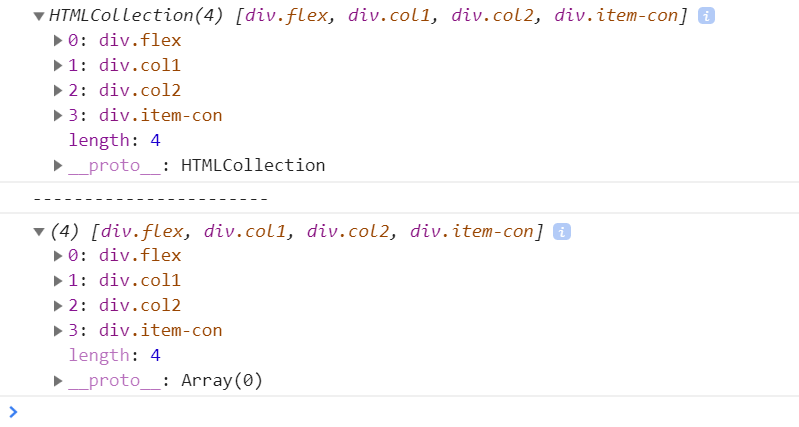 ▼HTMLCollection(4) [div.flex, div.col1, div.col2, div.item-con] i
▶0: div.flex
▶1: div.col1
▶2: div.col2
▶3: div.item-con
length: 4
▶__proto__: HTMLCollection
-----------------------
▼(4) [div.flex, div.col1, div.col2, div.item-con] i
▶0: div.flex
▶1: div.col1
▶2: div.col2
▶3: div.item-con
length: 4
▶__proto__: Array(0)
>